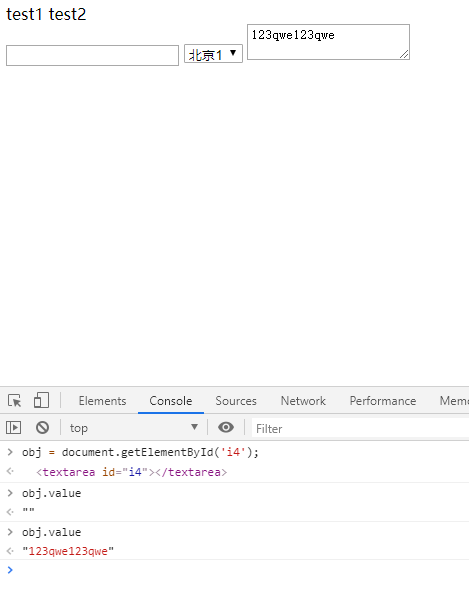 test1 test2
北京1
123qwe123qwe
Elements Console Sources Network Performance Memo
top Filter
obj = document.getElementById('i4');
<textarea id="i4"></textarea>
obj.value
""
obj.value
"123qwe123qwe"